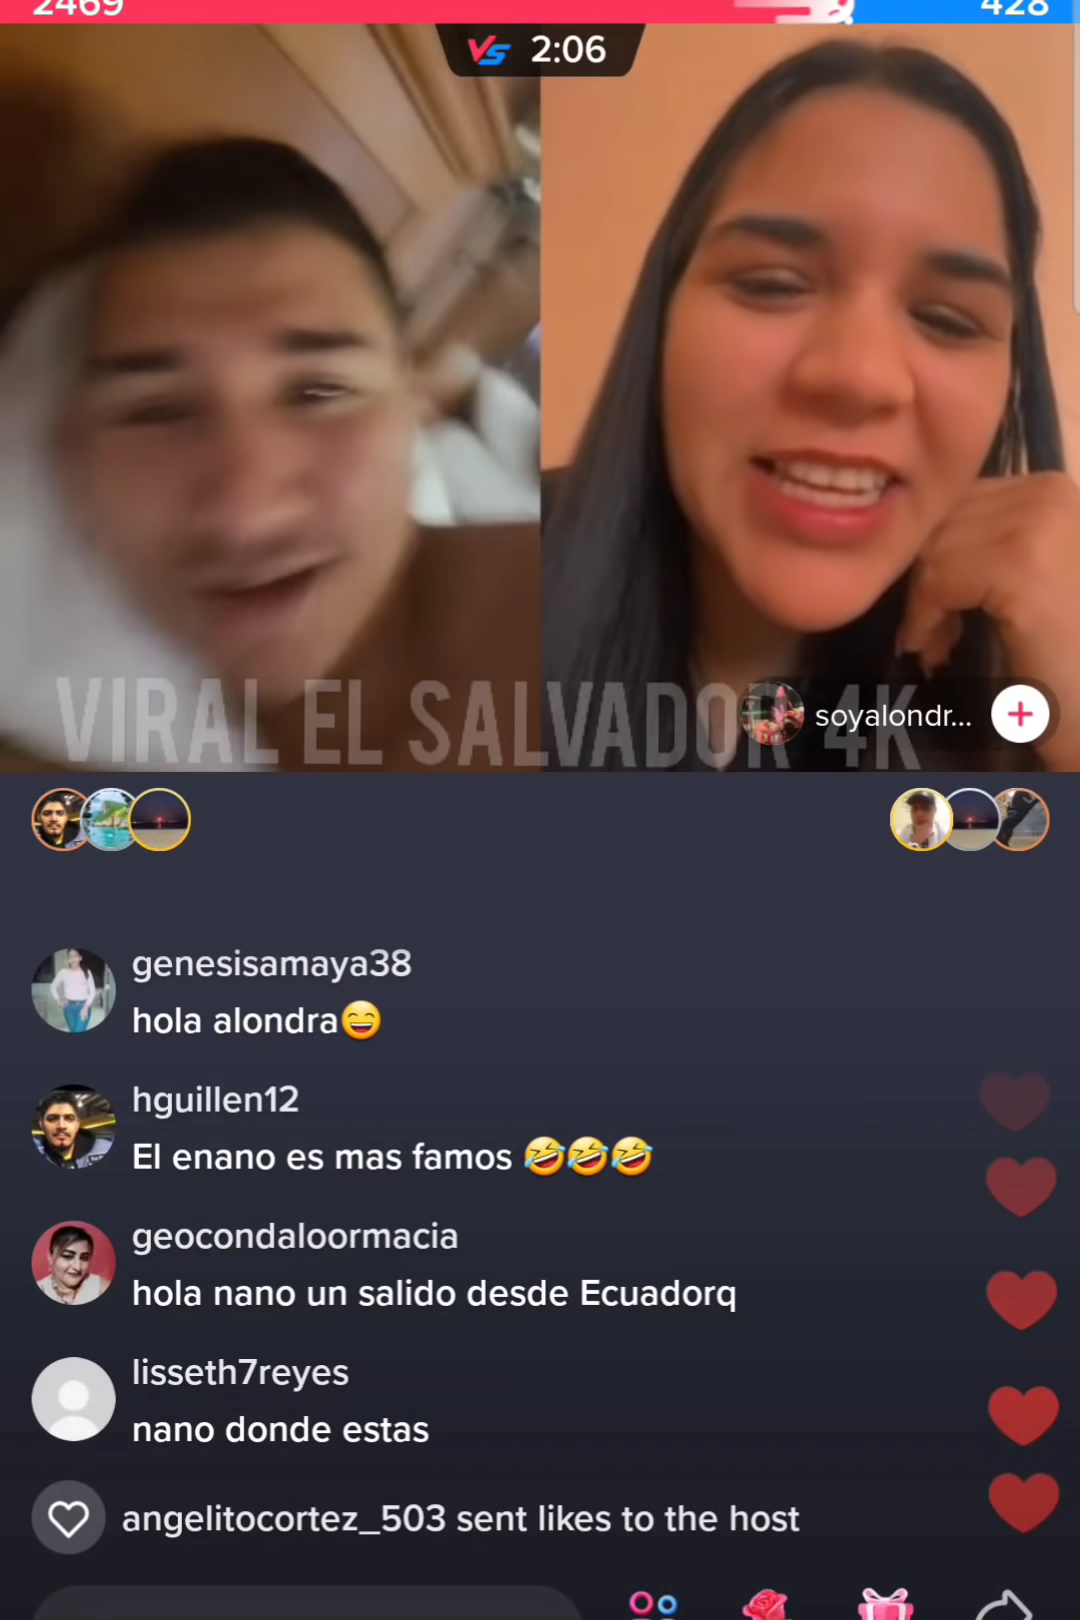 2469
428
VS 2:06
VIRAL EL SALVADOR 4K
soyalondr...
genesisamaya38
hola alondra😄
hguillen12
El enano es mas famos 🤣🤣🤣
geocondaloormacia
hola nano un salido desde Ecuadorq
lisseth7reyes
nano donde estas
angelitocortez_503 sent likes to the host